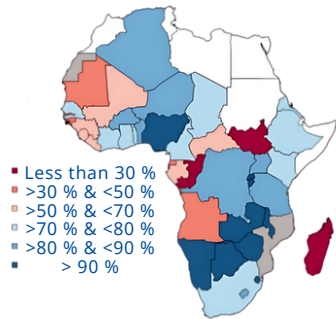 Less than 30 %
>30 % & <50 %
>50 % & <70 %
>70 % & <80 %
>80 % & <90 %
> 90 %